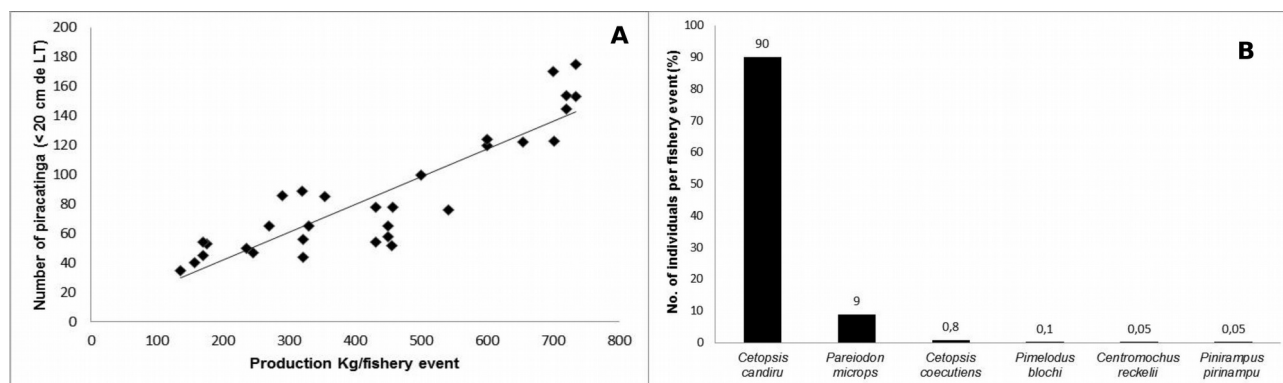 A
Number of piracatinga (< 20 cm de LT)
200
180
160
140
120
100
80
60
40
20
0
0 100 200 300 400 500 600 700 800
Production Kg/fishery event
B
No. of individuals per fishery event (%)
100
90
80
70
60
50
40
30
20
10
0
90
9
0,8
0,1
0,05
0,05
Cetopsis candiru
Pareiodon microps
Cetopsis coecutiens
Pimelodus blochi
Centromochus reckelii
Pinirampus pirinampu